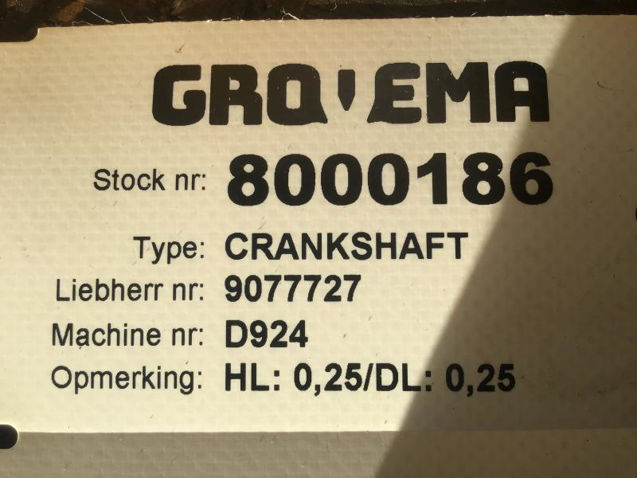 GROVEMA
Stock nr: 8000186
Type: CRANKSHAFT
Liebherr nr: 9077727
Machine nr: D924
Opmerking: HL: 0,25/DL: 0,25